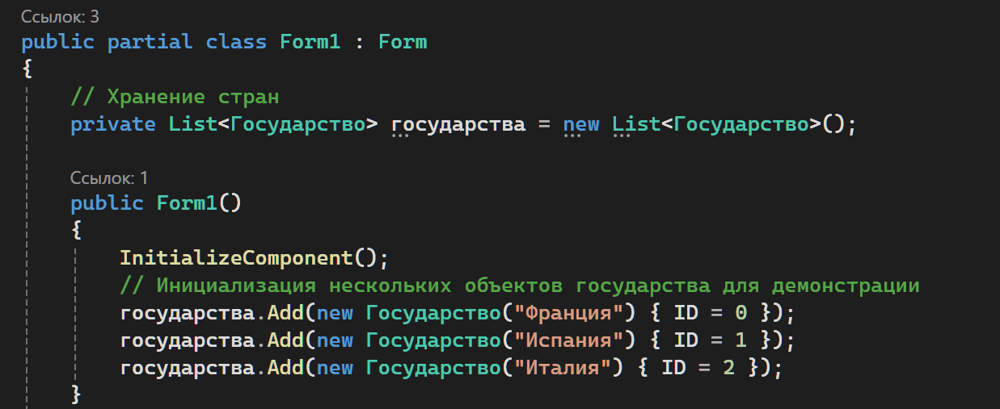 Ссылок: 3
public partial class Form1 : Form
{
// Хранение стран
private List<Государство> государства = new List<Государство>();
Ссылок: 1
public Form1()
{
InitializeComponent();
// Инициализация нескольких объектов государства для демонстрации
государства.Add(new Государство("Франция") { ID = 0 });
государства.Add(new Государство("Испания") { ID = 1 });
государства.Add(new Государство("Италия") { ID = 2 });
}